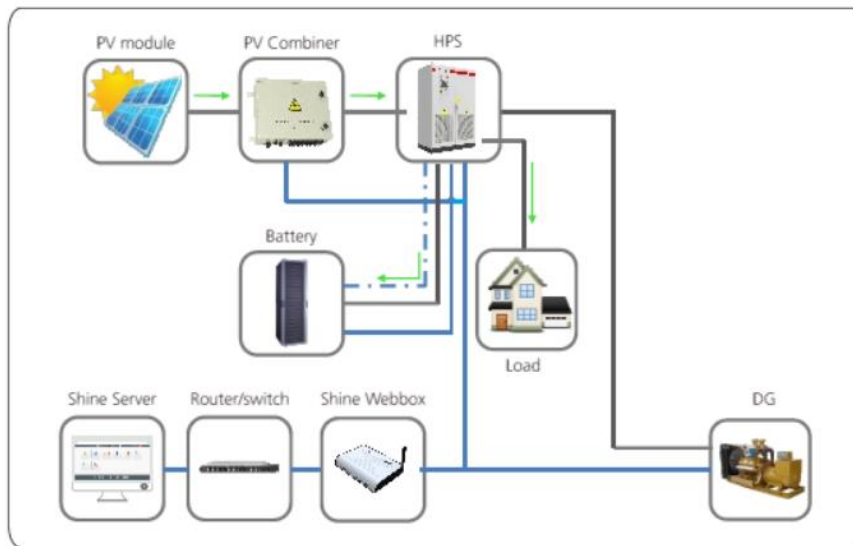 PV module
PV Combiner
HPS
Battery
Load
Shine Server
Router/switch
Shine Webbox
DG